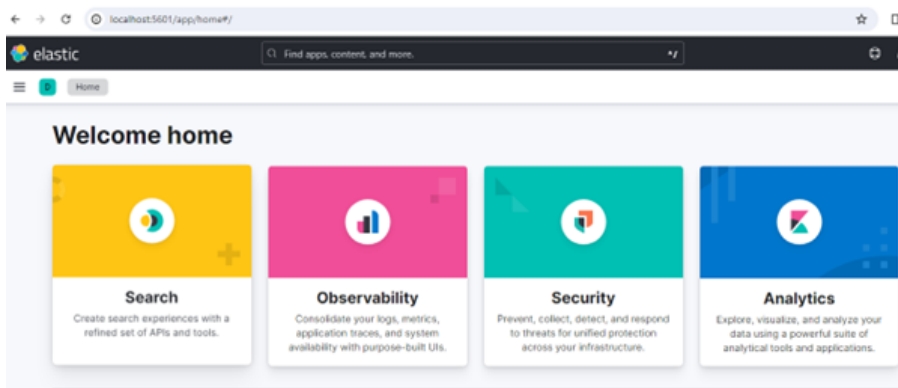 localhost:5601/app/home#/
elastic
Find apps, content, and more.
D
Home
Welcome home
Search
Create search experiences with a
refined set of APIs and tools.
Observability
Consolidate your logs, metrics,
application traces, and system
availability with purpose-built UIs.
Security
Prevent, collect, detect, and respond
to threats for unified protection
across your infrastructure.
Analytics
Explore, visualize, and analyze your
data using a powerful suite of
analytical tools and applications.